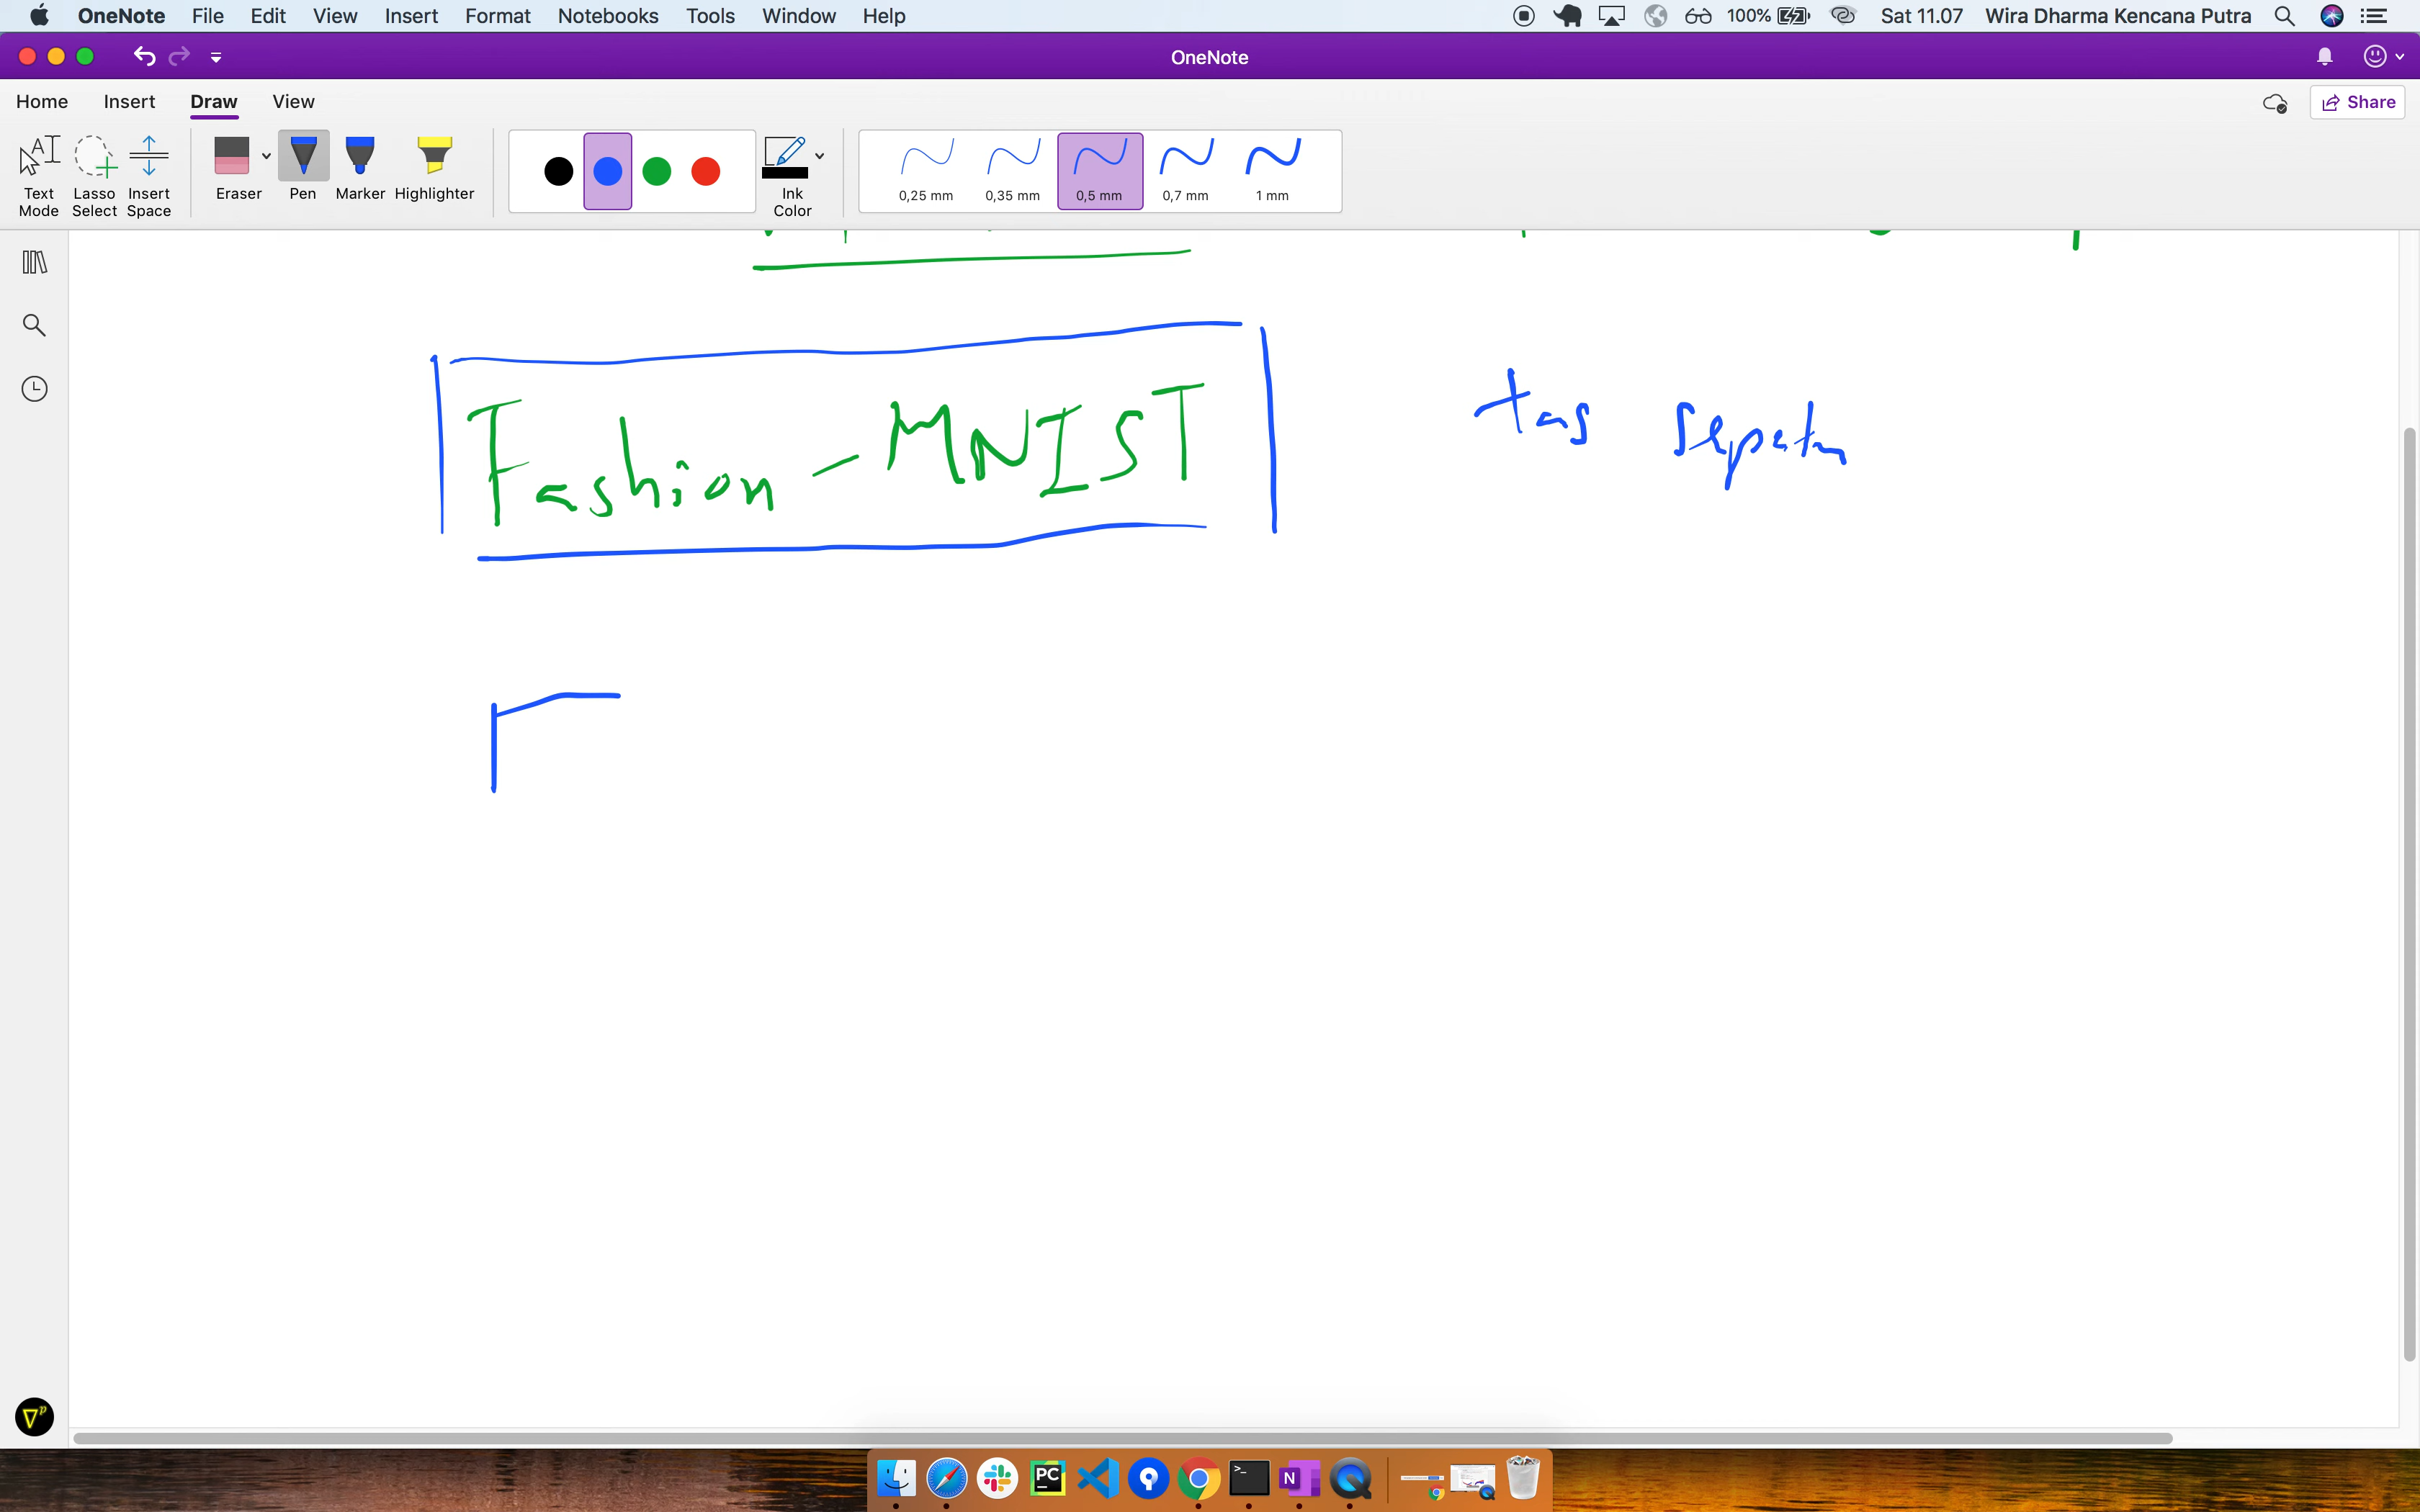 OneNote File Edit View Insert Format Notebooks Tools Window Help 100% Sat 11.07 Wira Dharma Kencana Putra
OneNote
Home Insert Draw View Share
Text Mode Lasso Select Insert Space Eraser Pen Marker Highlighter Ink Color 0,25 mm 0,35 mm 0,5 mm 0,7 mm 1 mm
Fashion - MNIST
tas